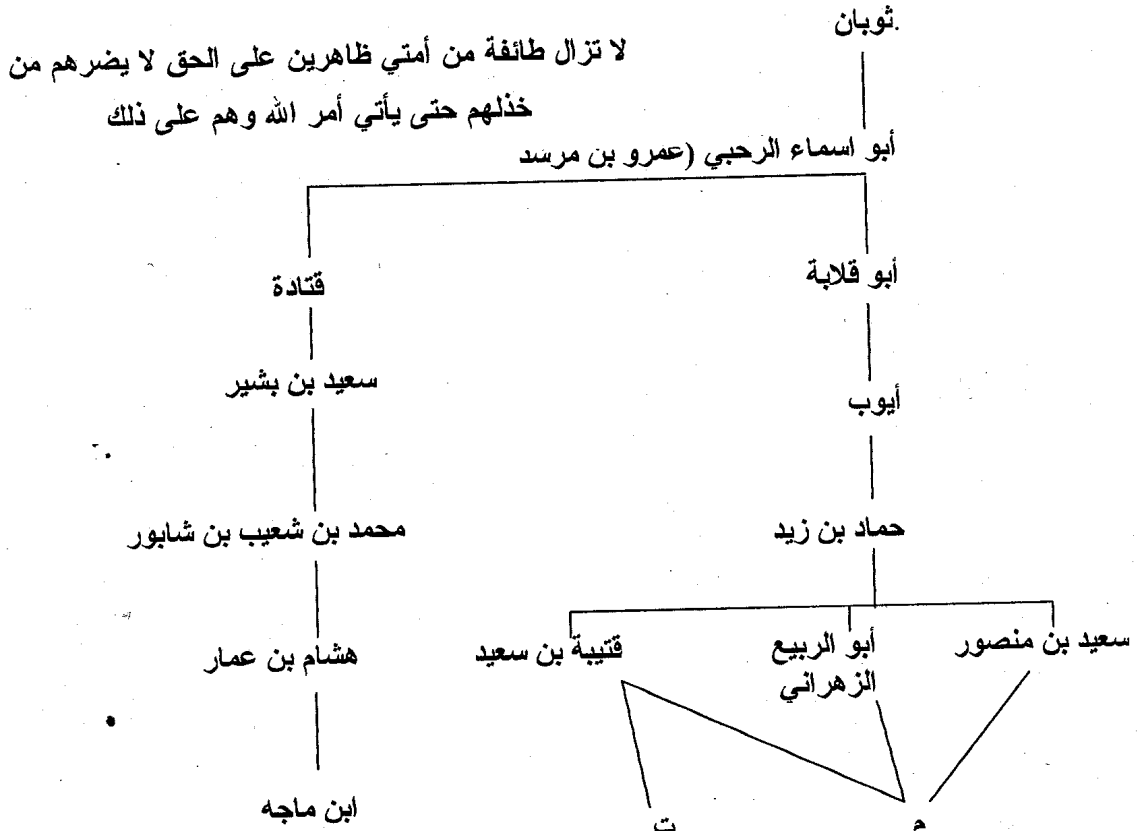 ثوبان
لا تزال طائفة من أمتي ظاهرين على الحق لا يضرهم من
خذلهم حتى يأتي أمر الله وهم على ذلك
أبو اسماء الرحبي (عمرو بن مرسد
أبو قلابة
قتادة
أيوب
سعيد بن بشير
حماد بن زيد
محمد بن شعيب بن شابور
سعيد بن منصور
أبو الربيع
الزهراني
قتيبة بن سعيد
هشام بن عمار
م
ت
ابن ماجه